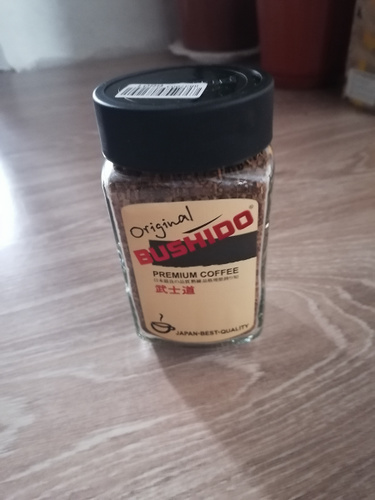 Original
BUSHIDO®
PREMIUM COFFEE
武士道
JAPAN-BEST-QUALITY